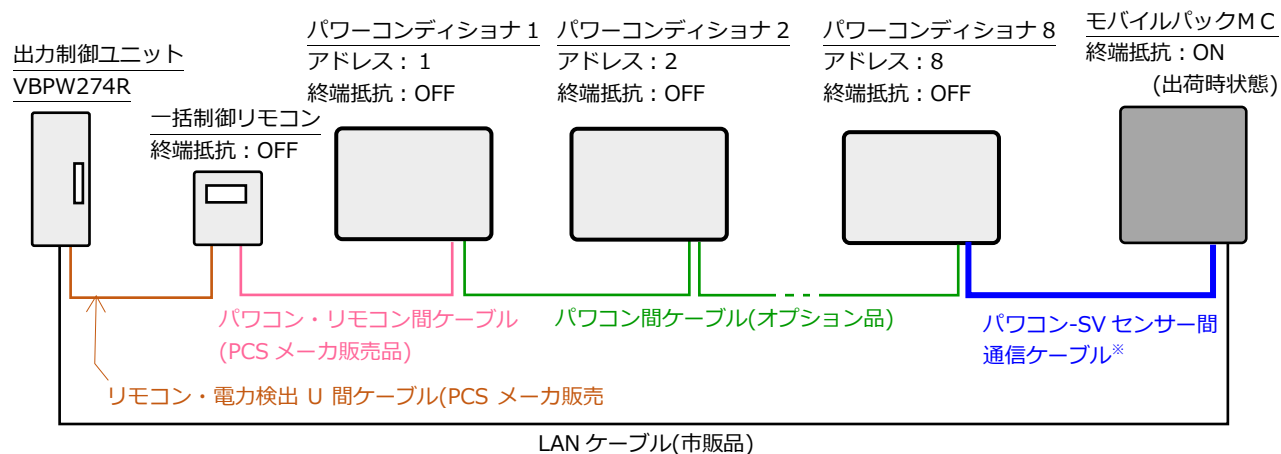 出力制御ユニット
VBPW274R
一括制御リモコン
終端抵抗：OFF
パワーコンディショナ 1
アドレス： 1
終端抵抗：OFF
パワーコンディショナ 2
アドレス：2
終端抵抗：OFF
パワーコンディショナ 8
アドレス：8
終端抵抗：OFF
モバイルパックＭＣ
終端抵抗：ON
(出荷時状態)
パワコン・リモコン間ケーブル
(PCS メーカ販売品)
パワコン間ケーブル(オプション品)
パワコン-SV センサー間
通信ケーブル※
リモコン・電力検出 U 間ケーブル(PCS メーカ販売
LAN ケーブル(市販品)